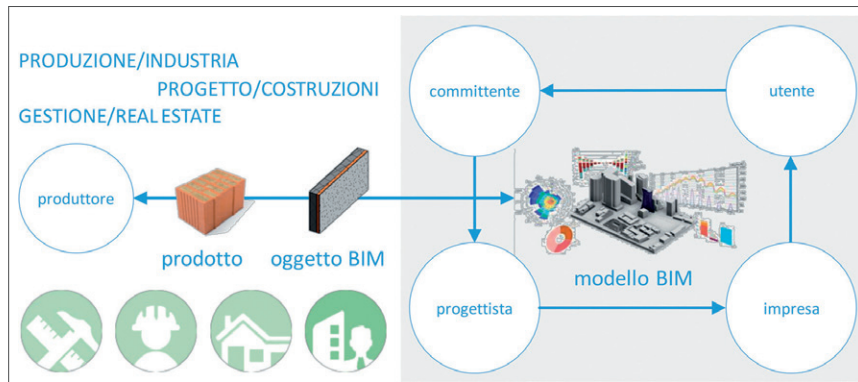 PRODUZIONE/INDUSTRIA
PROGETTO/COSTRUZIONI
GESTIONE/REAL ESTATE
produttore
prodotto
oggetto BIM
committente
utente
modello BIM
progettista
impresa